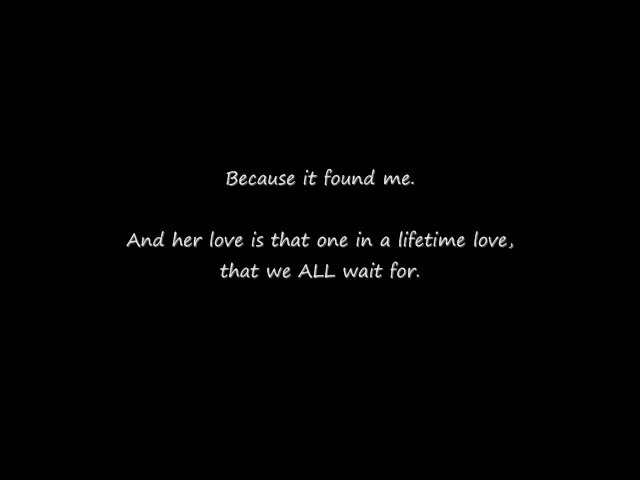 Because it found me.
And her love is that one in a lifetime love,
that we ALL wait for.